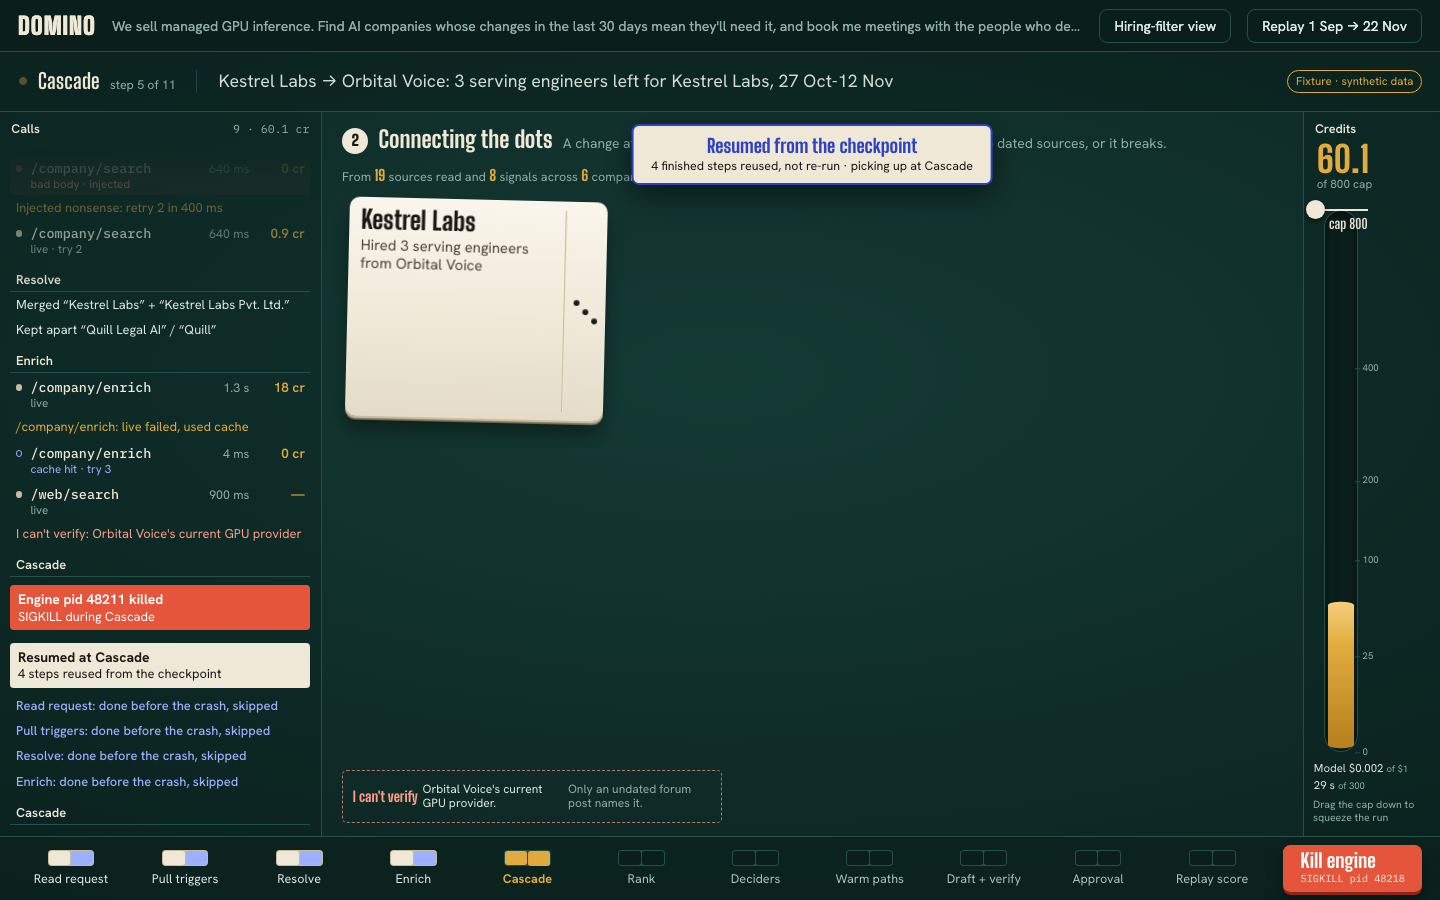 DOMINO
We sell managed GPU inference. Find AI companies whose changes in the last 30 days mean they'll need it, and book me meetings with the people who de...
Hiring-filter view
Replay 1 Sep → 22 Nov
Cascade step 5 of 11
Kestrel Labs → Orbital Voice: 3 serving engineers left for Kestrel Labs, 27 Oct-12 Nov
Fixture · synthetic data
Calls 9 · 60.1 cr
/company/search 640 ms 0 cr
bad body · injected
Injected nonsense: retry 2 in 400 ms
/company/search 640 ms 0.9 cr
live · try 2
Resolve
Merged “Kestrel Labs” + “Kestrel Labs Pvt. Ltd.”
Kept apart “Quill Legal AI” / “Quill”
Enrich
/company/enrich 1.3 s 18 cr
live
/company/enrich: live failed, used cache
/company/enrich 4 ms 0 cr
cache hit · try 3
/web/search 900 ms —
live
I can't verify: Orbital Voice's current GPU provider
Cascade
Engine pid 48211 killed
SIGKILL during Cascade
Resumed at Cascade
4 steps reused from the checkpoint
Read request: done before the crash, skipped
Pull triggers: done before the crash, skipped
Resolve: done before the crash, skipped
Enrich: done before the crash, skipped
Cascade
2 Connecting the dots A change at dated sources, or it breaks.
From 19 sources read and 8 signals across 6 compa
Resumed from the checkpoint
4 finished steps reused, not re-run · picking up at Cascade
Kestrel Labs
Hired 3 serving engineers
from Orbital Voice
I can't verify
Orbital Voice's current
GPU provider.
Only an undated forum
post names it.
Credits
60.1
of 800 cap
cap 800
400
200
100
25
0
Model $0.002 of $1
29 s of 300
Drag the cap down to
squeeze the run
Read request
Pull triggers
Resolve
Enrich
Cascade
Rank
Deciders
Warm paths
Draft + verify
Approval
Replay score
Kill engine
SIGKILL pid 48218